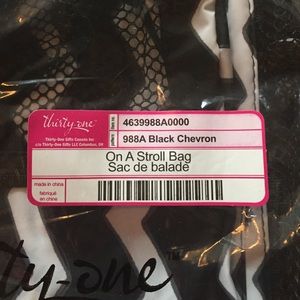 thirty-one
Thirty-One Gifts Canada Inc
c/o Thirty-One Gifts LLC Columbus, OH
4639988A0000
988A Black Chevron
On A Stroll Bag
Sac de balade
made in china
fabriqué
en chine
ty-one
TM